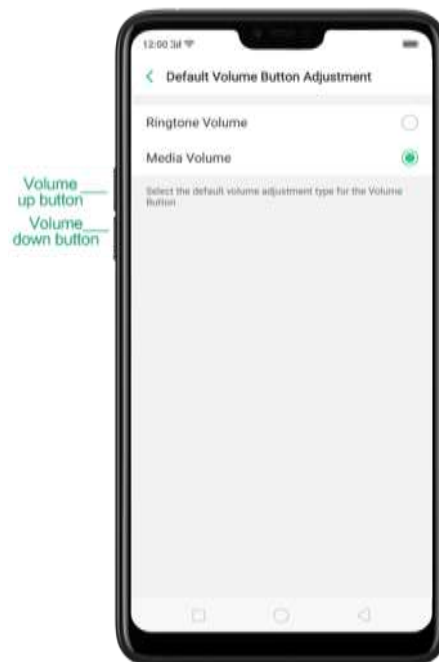 12:00
Default Volume Button Adjustment
Ringtone Volume
Media Volume
Select the default volume adjustment type for the Volume
Button
Volume
up button
Volume
down button